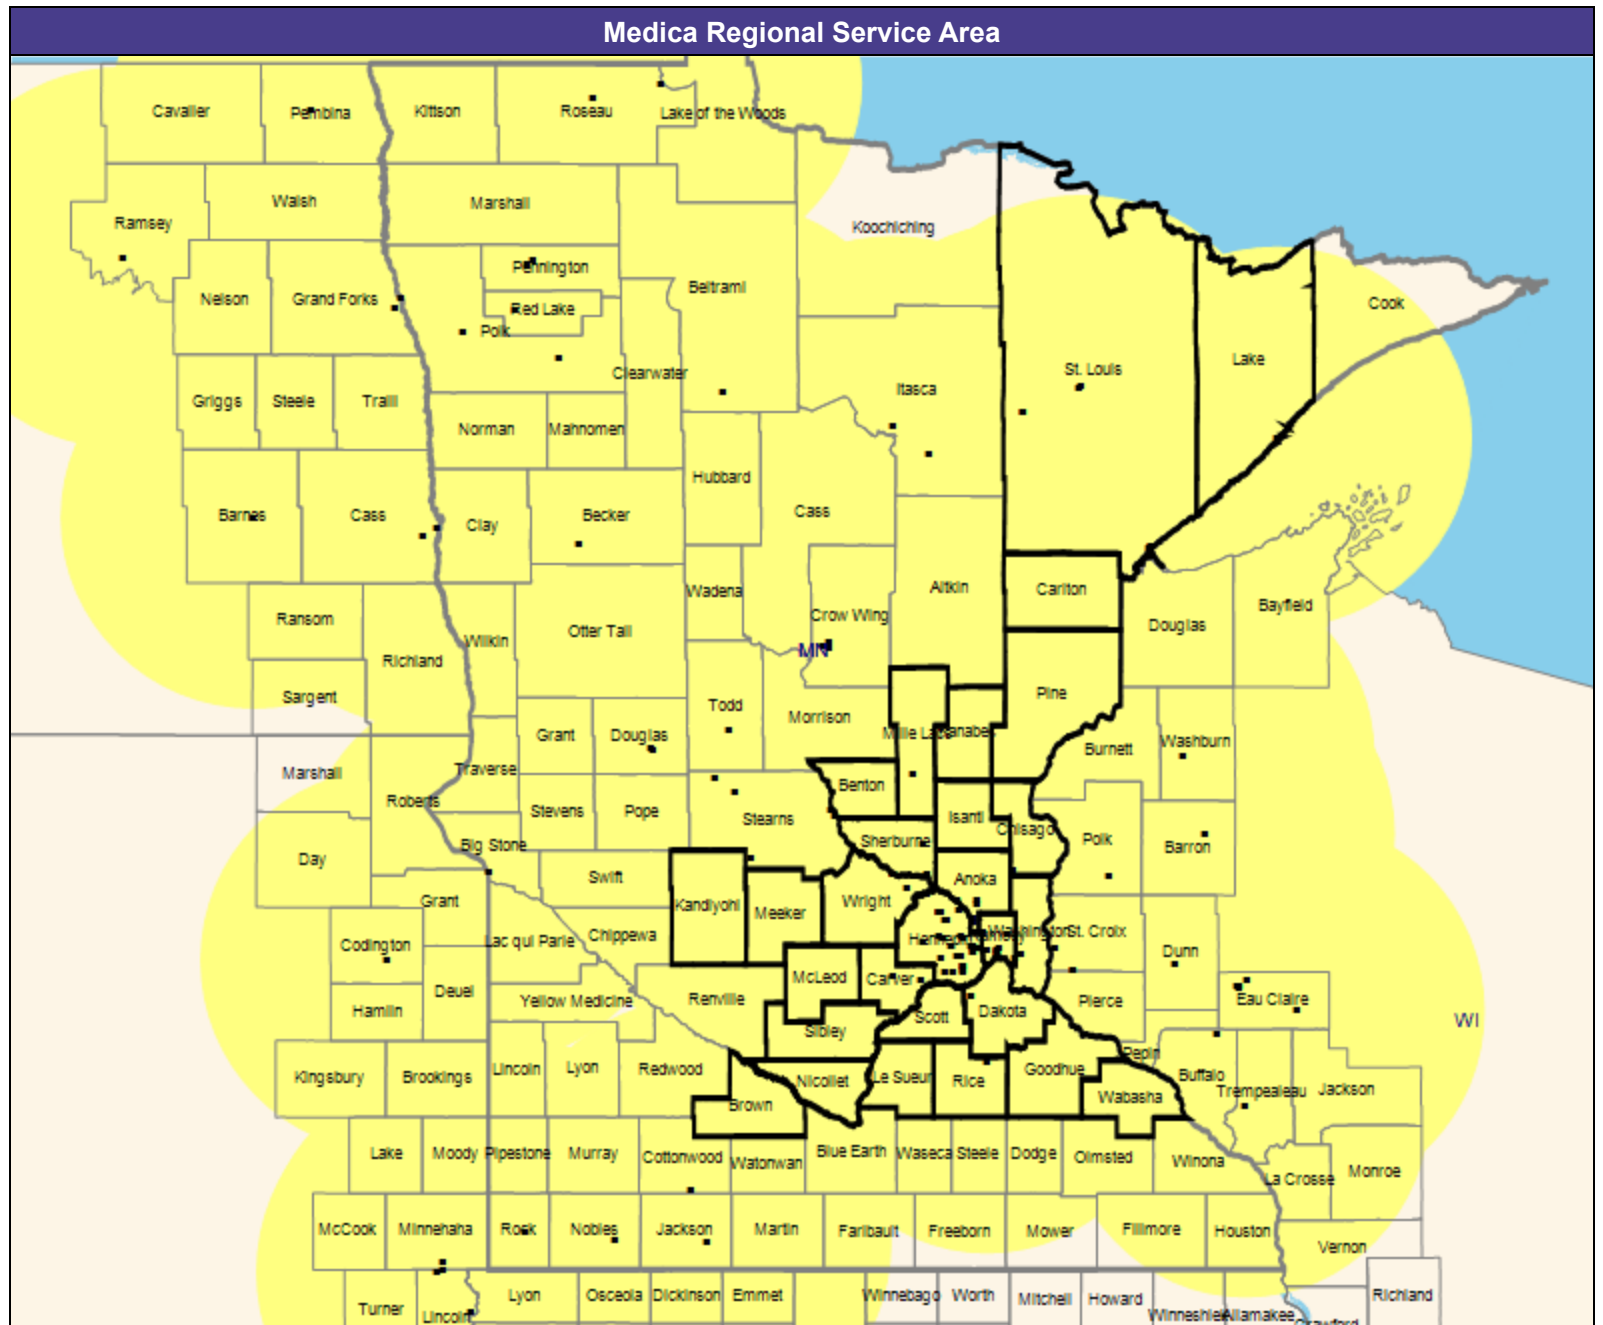 Medica Regional Service Area
Cavalier
Pembina
Kittson
Roseau
Lake of the Woods
Ramsey
Walsh
Marshall
Koochiching
Pennington
Nelson
Grand Forks
Red Lake
Polk
Beltrami
Cook
Griggs
Steele
Traill
Clearwater
Itasca
St. Louis
Lake
Norman
Mahnomen
Hubbard
Cass
Barnes
Cass
Clay
Becker
Wadena
Crow Wing
Aitkin
Carlton
Bayfield
Ransom
Richland
Wilkin
Otter Tail
MN
Douglas
Sargent
Todd
Morrison
Pine
Grant
Douglas
Mille Lacs
Kanabec
Burnett
Washburn
Marshall
Traverse
Roberts
Stevens
Pope
Stearns
Benton
Isanti
Chisago
Polk
Barron
Day
Big Stone
Sherburne
Swift
Anoka
Grant
Kandiyohi
Meeker
Wright
Codington
Lac qui Parle
Chippewa
Hennepin
Ramsey
Washington
St. Croix
Dunn
Hamlin
Deuel
Yellow Medicine
Renville
McLeod
Carver
Scott
Dakota
Pierce
Eau Claire
WI
Sibley
Kingsbury
Brookings
Lincoln
Lyon
Redwood
Nicollet
Le Sueur
Rice
Goodhue
Pepin
Buffalo
Trempealeau
Jackson
Brown
Wabasha
Lake
Moody
Pipestone
Murray
Cottonwood
Watonwan
Blue Earth
Waseca
Steele
Dodge
Olmsted
Winona
La Crosse
Monroe
McCook
Minnehaha
Rock
Nobles
Jackson
Martin
Faribault
Freeborn
Mower
Fillmore
Houston
Vernon
Turner
Lincoln
Lyon
Osceola
Dickinson
Emmet
Winnebago
Worth
Mitchell
Howard
Winneshiek
Allamakee
Crawford
Richland